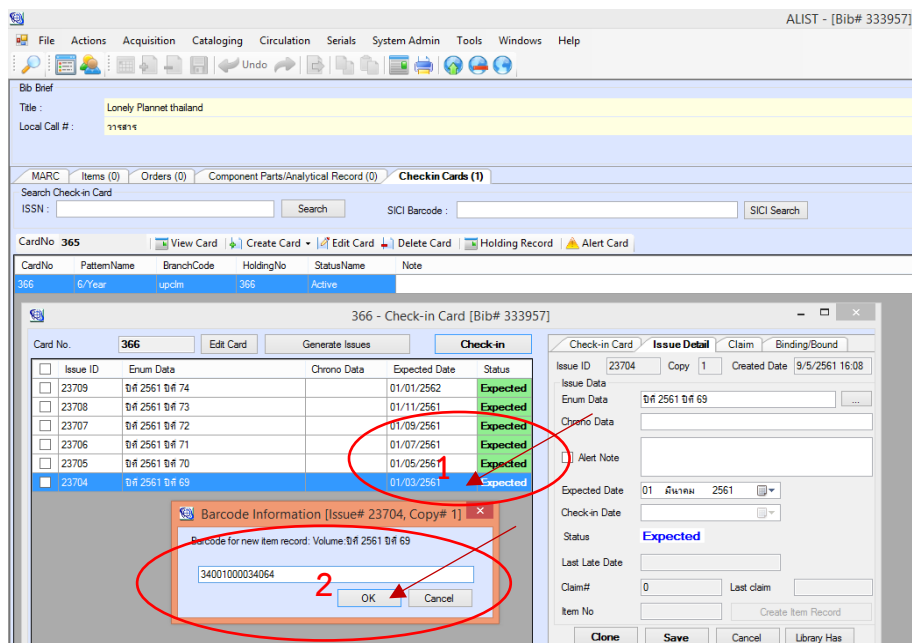 ALIST - [Bib# 333957]
File Actions Acquisition Cataloging Circulation Serials System Admin Tools Windows Help
Undo
Bib Brief
Title : Lonely Plannet thailand
Local Call # : วารสาร
MARC Items (0) Orders (0) Component Parts/Analytical Record (0) Checkin Cards (1)
Search Check-in Card
ISSN : Search SICI Barcode : SICI Search
CardNo 365 View Card Create Card Edit Card Delete Card Holding Record Alert Card
CardNo PatternName BranchCode HoldingNo StatusName Note
366 6/Year upclm 366 Active
366 - Check-in Card [Bib# 333957]
Card No. 366 Edit Card Generate Issues Check-in
Issue ID Enum Data Chrono Data Expected Date Status
23709 ปีที่ 2561 ปีที่ 74 01/01/2562 Expected
23708 ปีที่ 2561 ปีที่ 73 01/11/2561 Expected
23707 ปีที่ 2561 ปีที่ 72 01/09/2561 Expected
23706 ปีที่ 2561 ปีที่ 71 01/07/2561 Expected
23705 ปีที่ 2561 ปีที่ 70 01/05/2561 Expected
23704 ปีที่ 2561 ปีที่ 69 01/03/2561 Expected
1
Barcode Information [Issue# 23704, Copy# 1]
Barcode for new item record: Volume:ปีที่ 2561 ปีที่ 69
34001000034064
2
OK Cancel
Check-in Card Issue Detail Claim Binding/Bound
Issue ID 23704 Copy 1 Created Date 9/5/2561 16:08
Issue Data
Enum Data ปีที่ 2561 ปีที่ 69 ...
Chrono Data
Alert Note
Expected Date 01 มีนาคม 2561
Check-in Date
Status Expected
Last Late Date
Claim# 0 Last claim
Item No Create Item Record
Clone Save Cancel Library Has